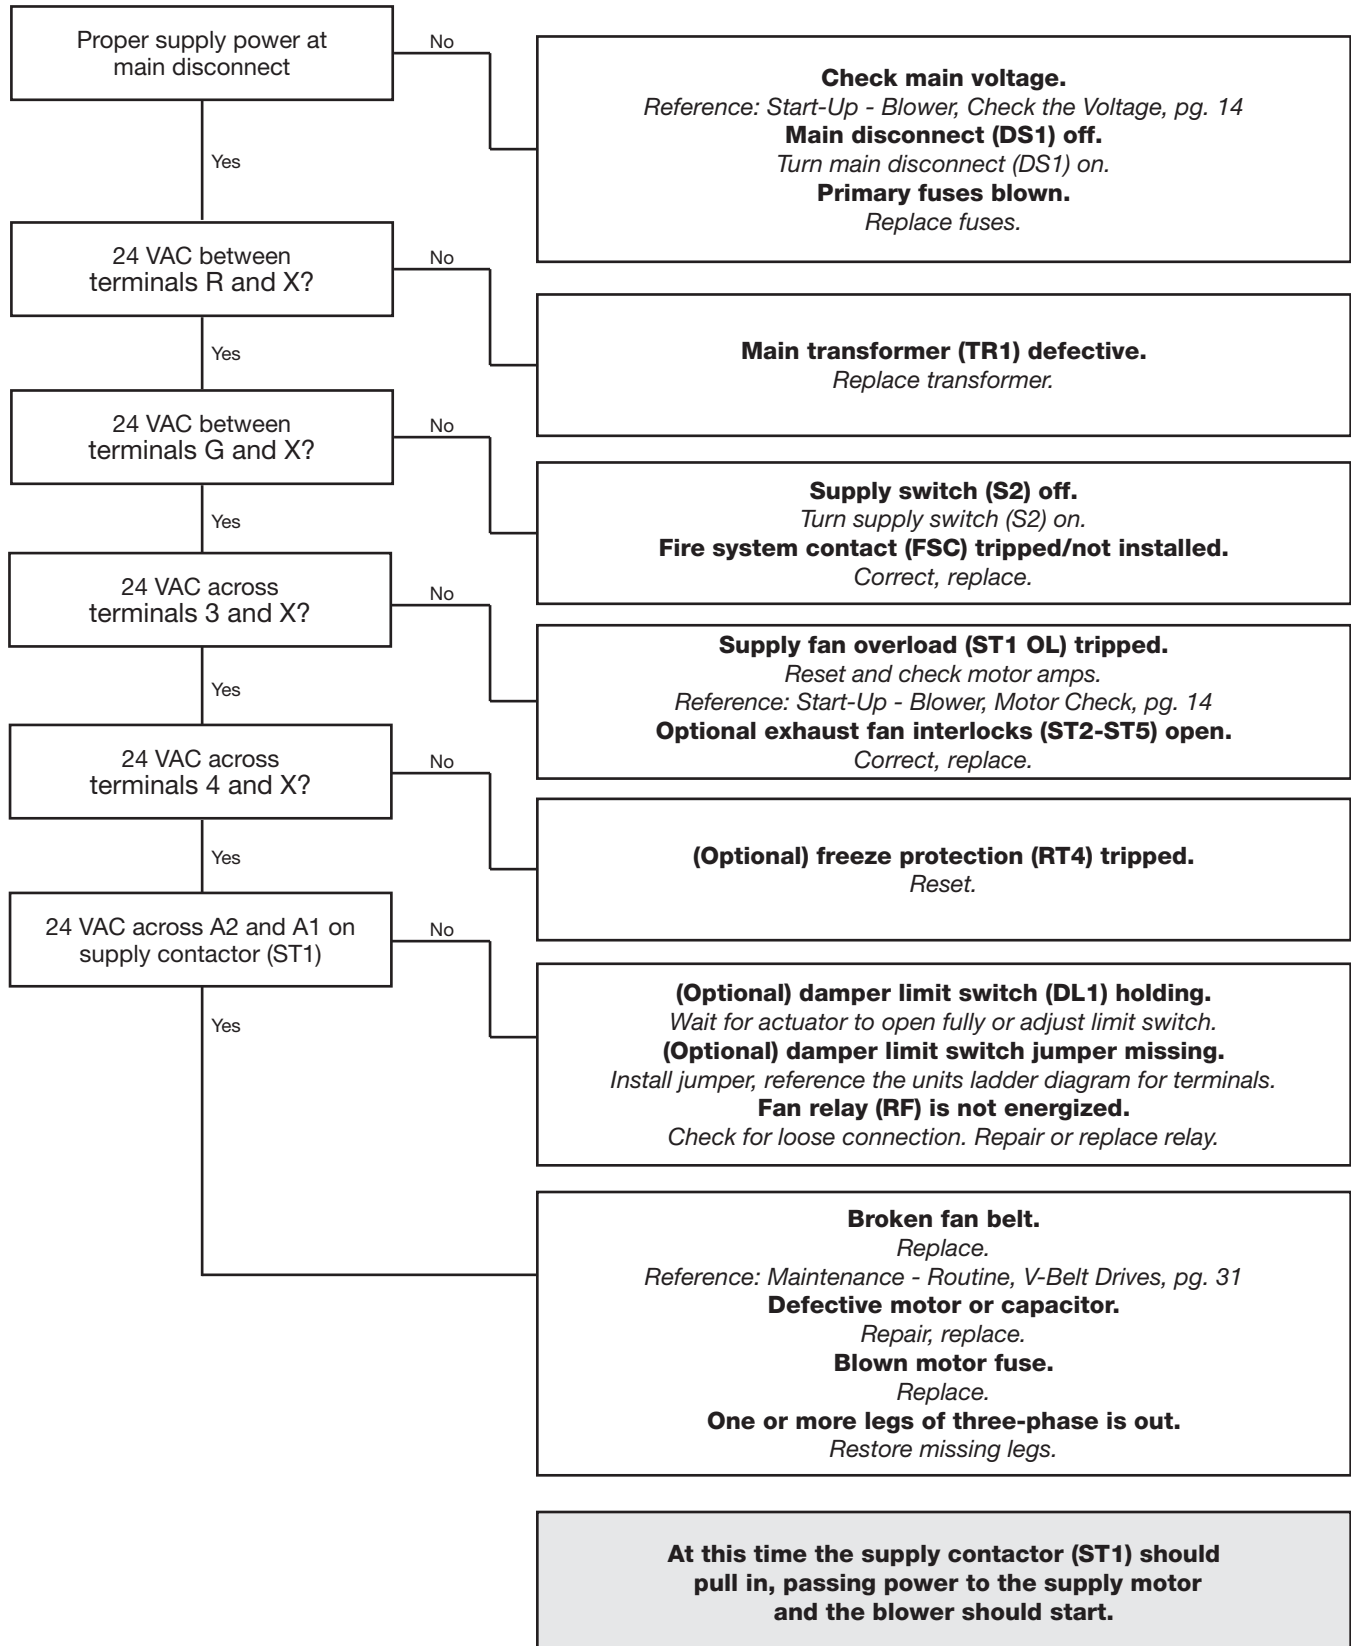 Proper supply power at
main disconnect
No
Check main voltage.
Reference: Start-Up - Blower, Check the Voltage, pg. 14
Main disconnect (DS1) off.
Turn main disconnect (DS1) on.
Primary fuses blown.
Replace fuses.
Yes
24 VAC between
terminals R and X?
No
Main transformer (TR1) defective.
Replace transformer.
Yes
24 VAC between
terminals G and X?
No
Supply switch (S2) off.
Turn supply switch (S2) on.
Fire system contact (FSC) tripped/not installed.
Correct, replace.
Yes
24 VAC across
terminals 3 and X?
No
Supply fan overload (ST1 OL) tripped.
Reset and check motor amps.
Reference: Start-Up - Blower, Motor Check, pg. 14
Optional exhaust fan interlocks (ST2-ST5) open.
Correct, replace.
Yes
24 VAC across
terminals 4 and X?
No
(Optional) freeze protection (RT4) tripped.
Reset.
Yes
24 VAC across A2 and A1 on
supply contactor (ST1)
No
(Optional) damper limit switch (DL1) holding.
Wait for actuator to open fully or adjust limit switch.
(Optional) damper limit switch jumper missing.
Install jumper, reference the units ladder diagram for terminals.
Fan relay (RF) is not energized.
Check for loose connection. Repair or replace relay.
Yes
Broken fan belt.
Replace.
Reference: Maintenance - Routine, V-Belt Drives, pg. 31
Defective motor or capacitor.
Repair, replace.
Blown motor fuse.
Replace.
One or more legs of three-phase is out.
Restore missing legs.
At this time the supply contactor (ST1) should
pull in, passing power to the supply motor
and the blower should start.